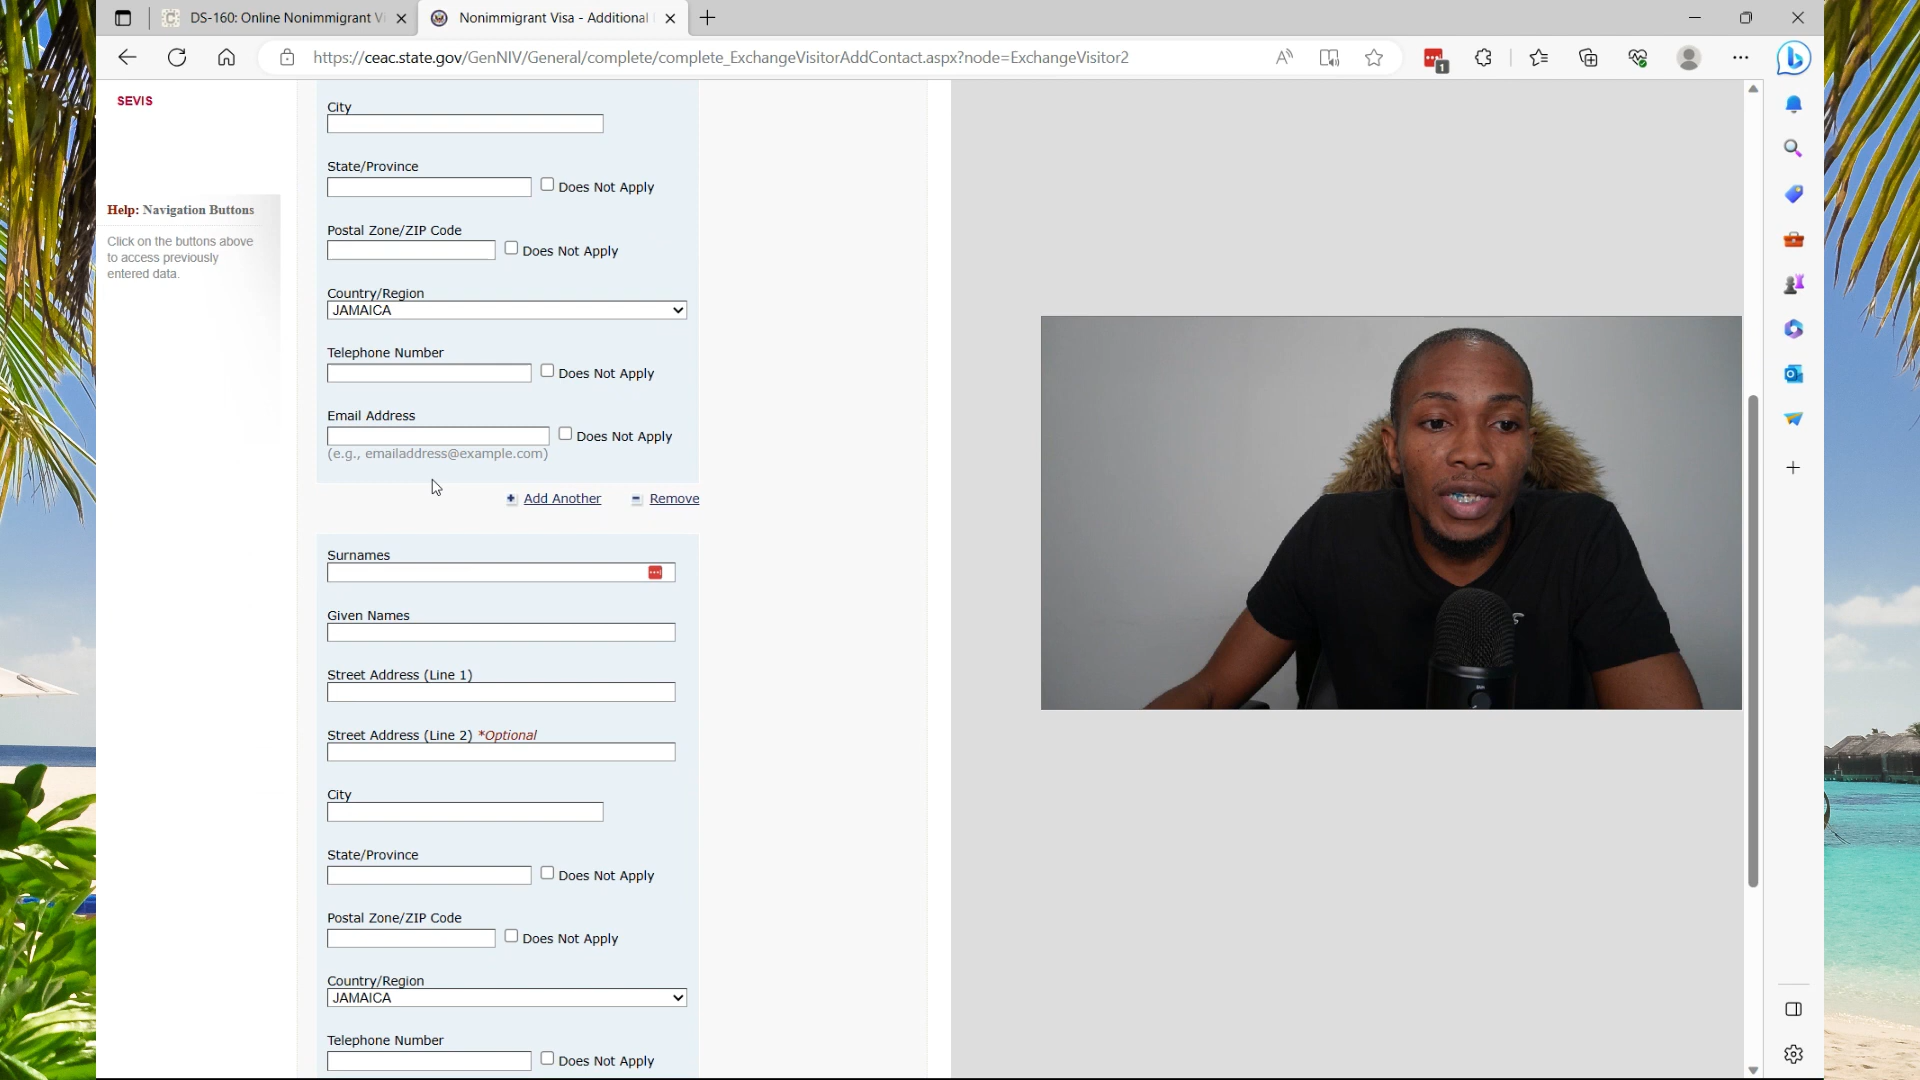 DS-160: Online Nonimmigrant Vi
Nonimmigrant Visa - Additional
https://ceac.state.gov/GenNIV/General/complete/complete_ExchangeVisitorAddContact.aspx?node=ExchangeVisitor2
1
SEVIS
Help: Navigation Buttons
Click on the buttons above
to access previously
entered data.
City
State/Province
Does Not Apply
Postal Zone/ZIP Code
Does Not Apply
Country/Region
JAMAICA
Telephone Number
Does Not Apply
Email Address
Does Not Apply
(e.g., emailaddress@example.com)
Add Another Remove
Surnames
Given Names
Street Address (Line 1)
Street Address (Line 2) *Optional
City
State/Province
Does Not Apply
Postal Zone/ZIP Code
Does Not Apply
Country/Region
JAMAICA
Telephone Number
Does Not Apply